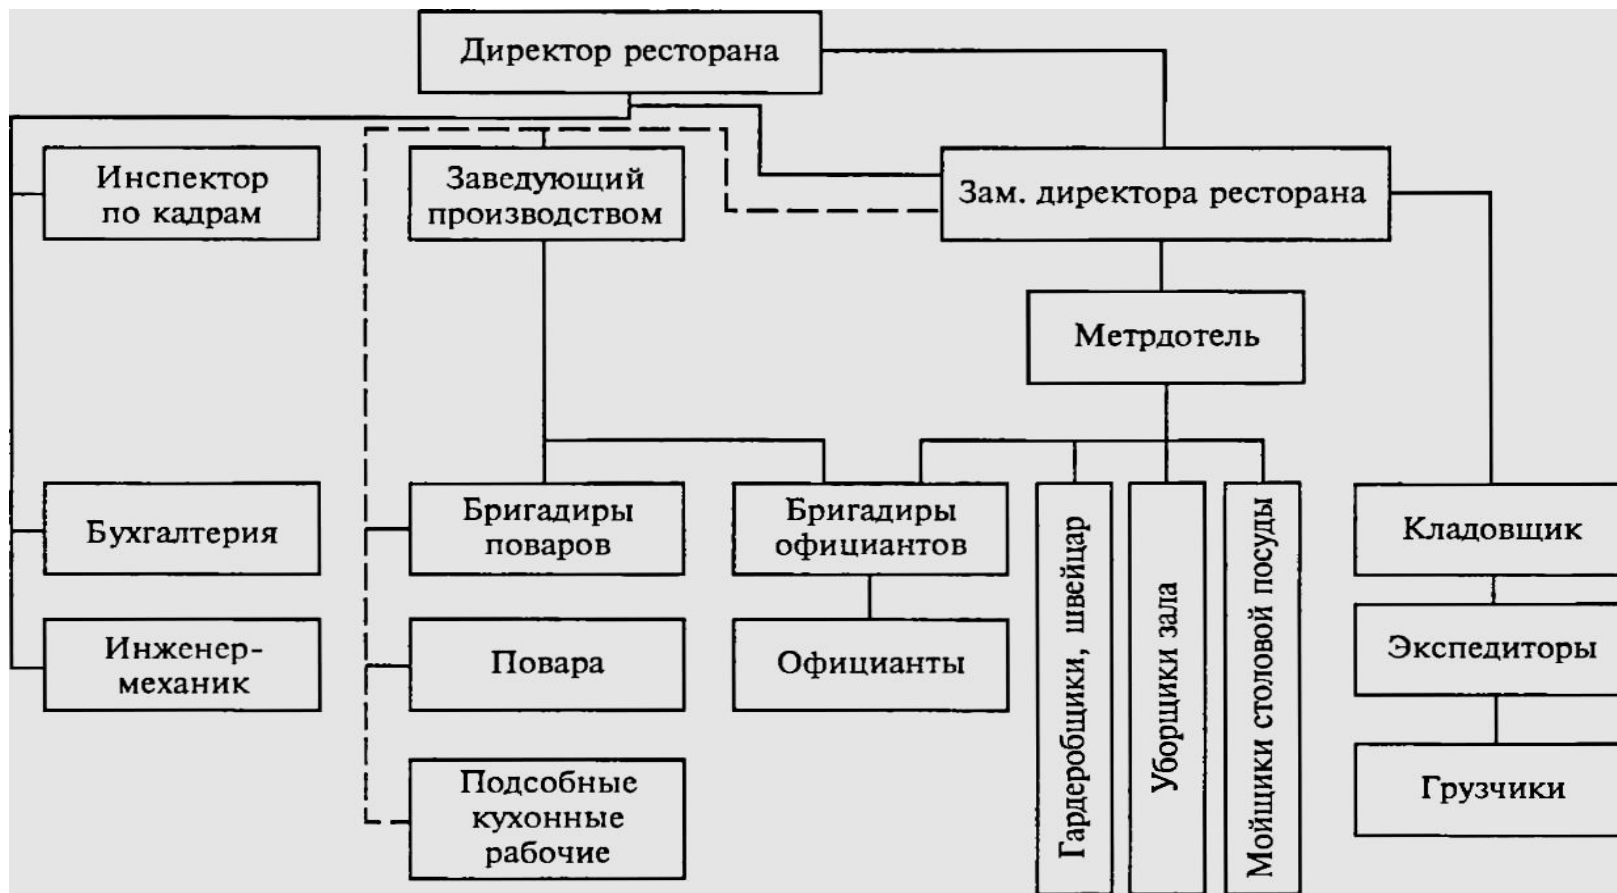 Директор ресторана
Инспектор
по кадрам
Заведующий
производством
Зам. директора ресторана
Метрдотель
Бухгалтерия
Бригадиры
поваров
Бригадиры
официантов
Гардеробщики, швейцар
Уборщики зала
Мойщики столовой посуды
Кладовщик
Инженер-
механик
Повара
Официанты
Экспедиторы
Подсобные
кухонные
рабочие
Грузчики